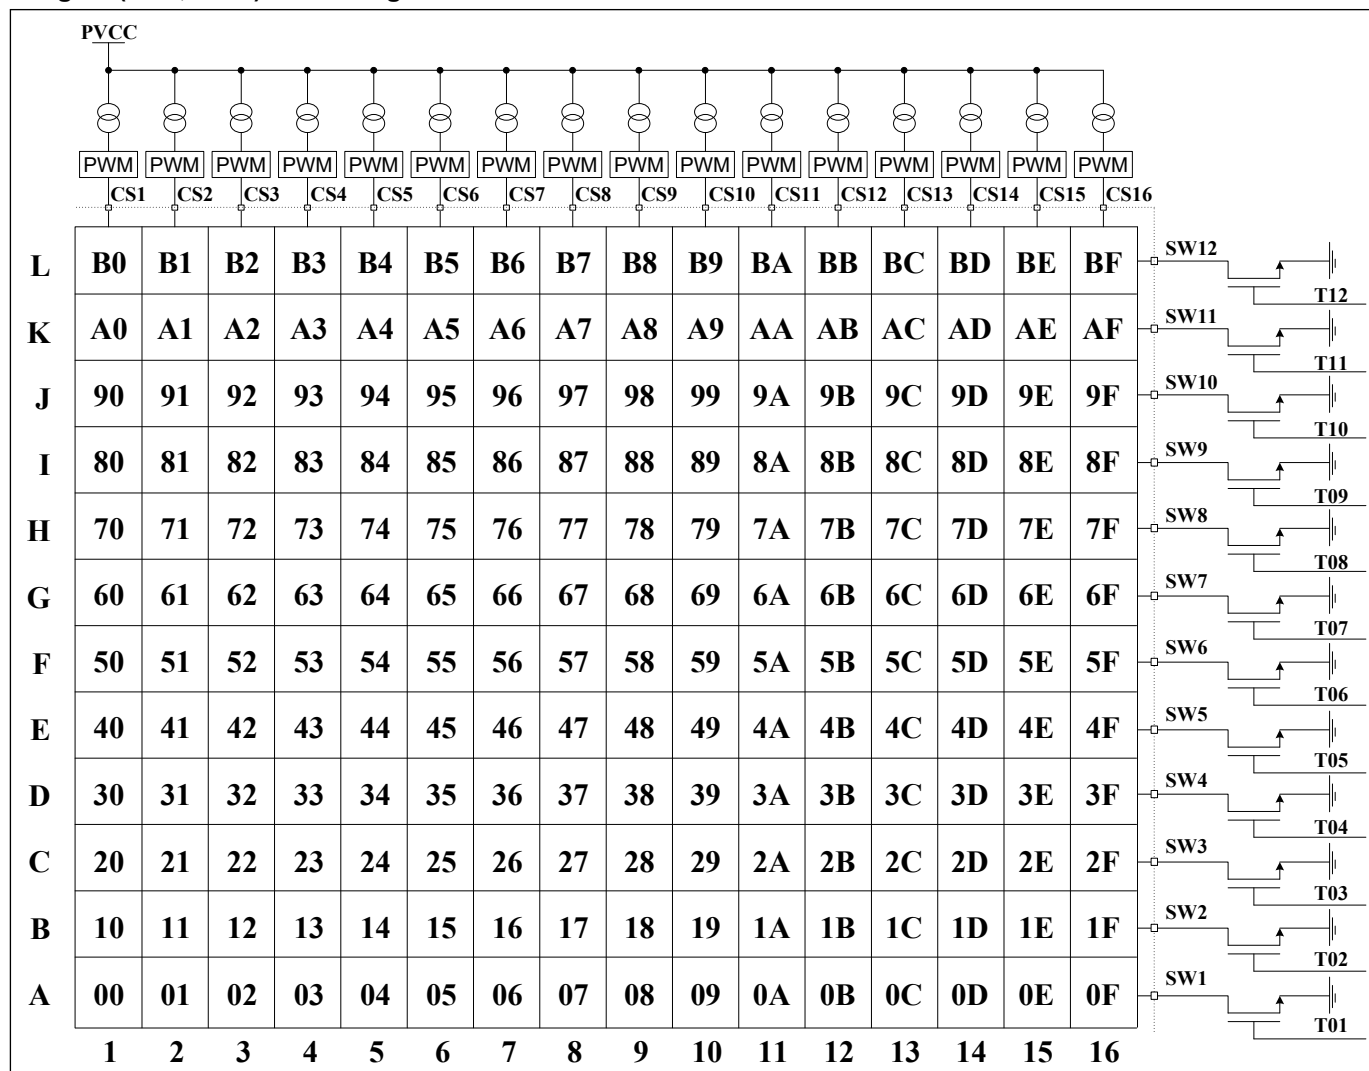 PVCC
PWM PWM PWM PWM PWM PWM PWM PWM PWM PWM PWM PWM PWM PWM PWM PWM
CS1 CS2 CS3 CS4 CS5 CS6 CS7 CS8 CS9 CS10 CS11 CS12 CS13 CS14 CS15 CS16
L B0 B1 B2 B3 B4 B5 B6 B7 B8 B9 BA BB BC BD BE BF SW12 T12
K A0 A1 A2 A3 A4 A5 A6 A7 A8 A9 AA AB AC AD AE AF SW11 T11
J 90 91 92 93 94 95 96 97 98 99 9A 9B 9C 9D 9E 9F SW10 T10
I 80 81 82 83 84 85 86 87 88 89 8A 8B 8C 8D 8E 8F SW9 T09
H 70 71 72 73 74 75 76 77 78 79 7A 7B 7C 7D 7E 7F SW8 T08
G 60 61 62 63 64 65 66 67 68 69 6A 6B 6C 6D 6E 6F SW7 T07
F 50 51 52 53 54 55 56 57 58 59 5A 5B 5C 5D 5E 5F SW6 T06
E 40 41 42 43 44 45 46 47 48 49 4A 4B 4C 4D 4E 4F SW5 T05
D 30 31 32 33 34 35 36 37 38 39 3A 3B 3C 3D 3E 3F SW4 T04
C 20 21 22 23 24 25 26 27 28 29 2A 2B 2C 2D 2E 2F SW3 T03
B 10 11 12 13 14 15 16 17 18 19 1A 1B 1C 1D 1E 1F SW2 T02
A 00 01 02 03 04 05 06 07 08 09 0A 0B 0C 0D 0E 0F SW1 T01
1 2 3 4 5 6 7 8 9 10 11 12 13 14 15 16